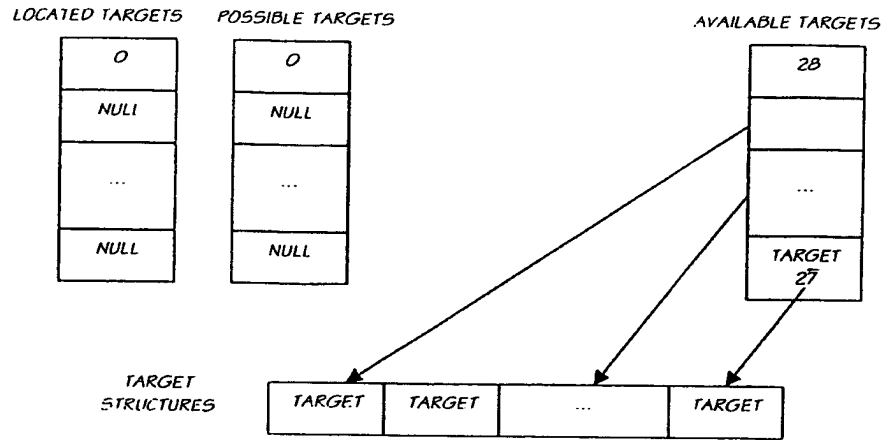 LOCATED TARGETS
POSSIBLE TARGETS
AVAILABLE TARGETS
0
0
28
NULL
NULL
...
...
...
NULL
NULL
TARGET
27
TARGET
STRUCTURES
TARGET
TARGET
...
TARGET